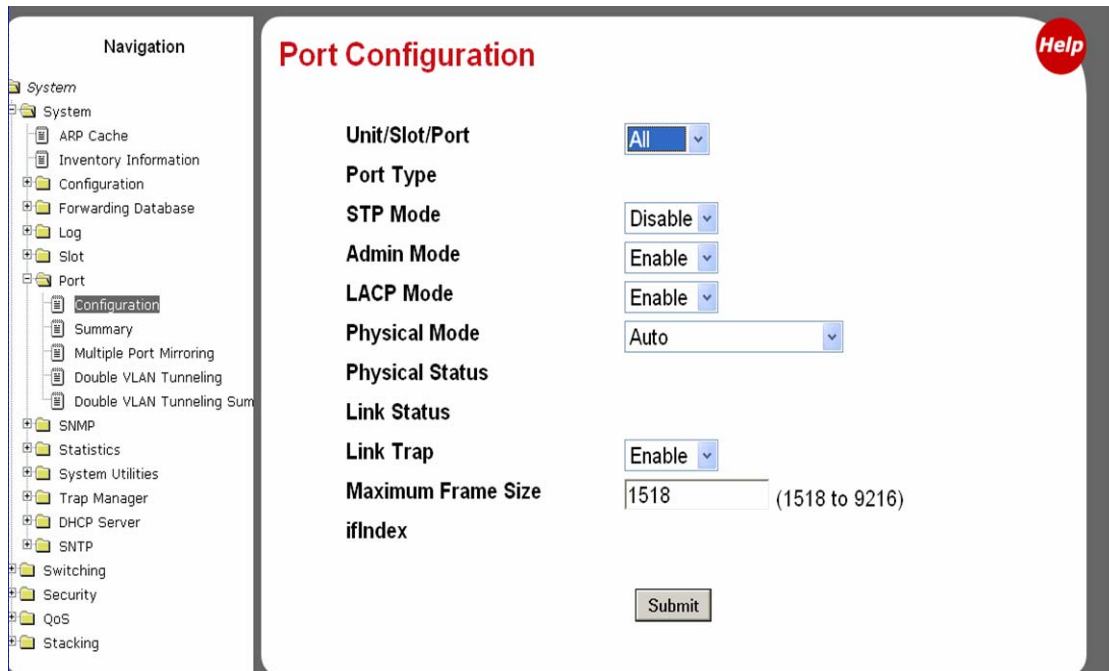 Navigation
System
System
ARP Cache
Inventory Information
Configuration
Forwarding Database
Log
Slot
Port
Configuration
Summary
Multiple Port Mirroring
Double VLAN Tunneling
Double VLAN Tunneling Sum
SNMP
Statistics
System Utilities
Trap Manager
DHCP Server
SNTP
Switching
Security
QoS
Stacking
Port Configuration
Help
Unit/Slot/Port All
Port Type
STP Mode Disable
Admin Mode Enable
LACP Mode Enable
Physical Mode Auto
Physical Status
Link Status
Link Trap Enable
Maximum Frame Size 1518 (1518 to 9216)
ifIndex
Submit